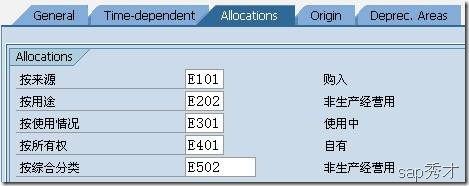 General Time-dependent Allocations Origin Deprec. Areas
Allocations
按来源 E101 购入
按用途 E202 非生产经营用
按使用情况 E301 使用中
按所有权 E401 自有
按综合分类 E502 非生产经营用
sap秀才